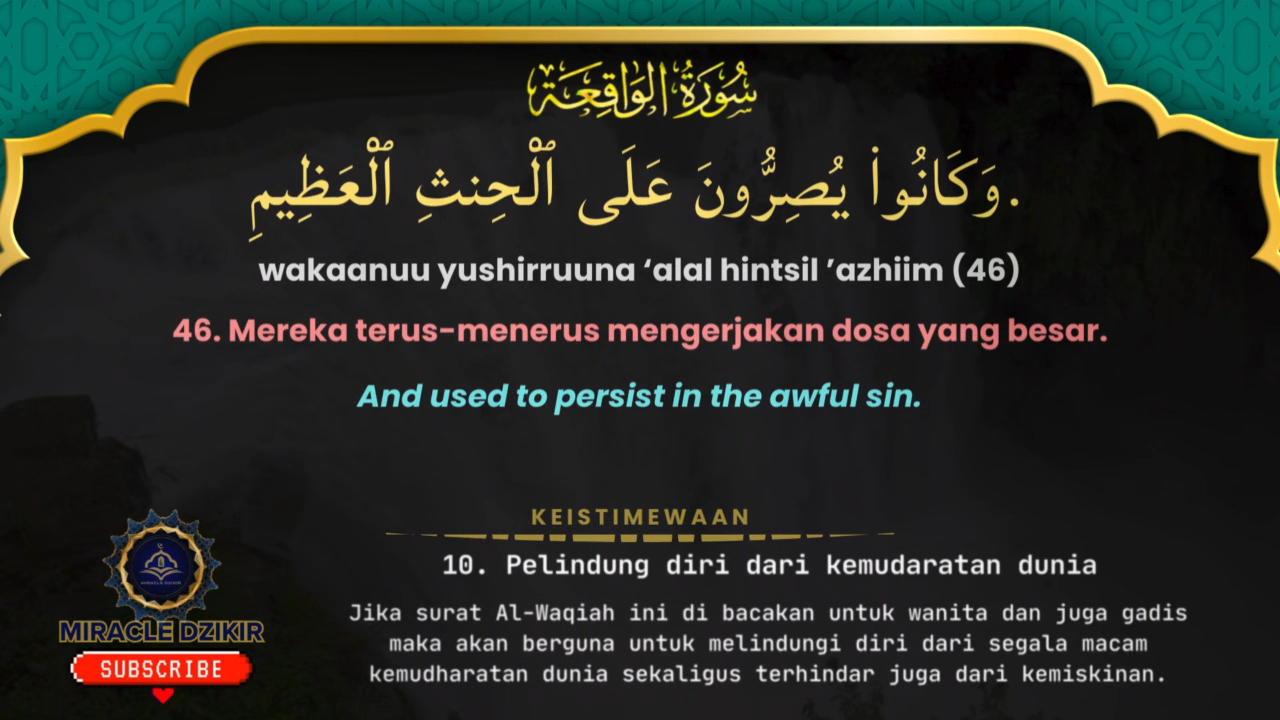 سُورَةُ الوَاقِعَة
وَكَانُوا۟ يُصِرُّونَ عَلَى ٱلْحِنثِ ٱلْعَظِيمِ.
wakaanuu yushirruuna ‘alal hintsil ’azhiim (46)
46. Mereka terus-menerus mengerjakan dosa yang besar.
And used to persist in the awful sin.
KEISTIMEWAAN
10. Pelindung diri dari kemudaratan dunia
Jika surat Al-Waqiah ini di bacakan untuk wanita dan juga gadis
maka akan berguna untuk melindungi diri dari segala macam
kemudharatan dunia sekaligus terhindar juga dari kemiskinan.
MIRACLE DZIKIR
MIRACLE DZIKIR
SUBSCRIBE